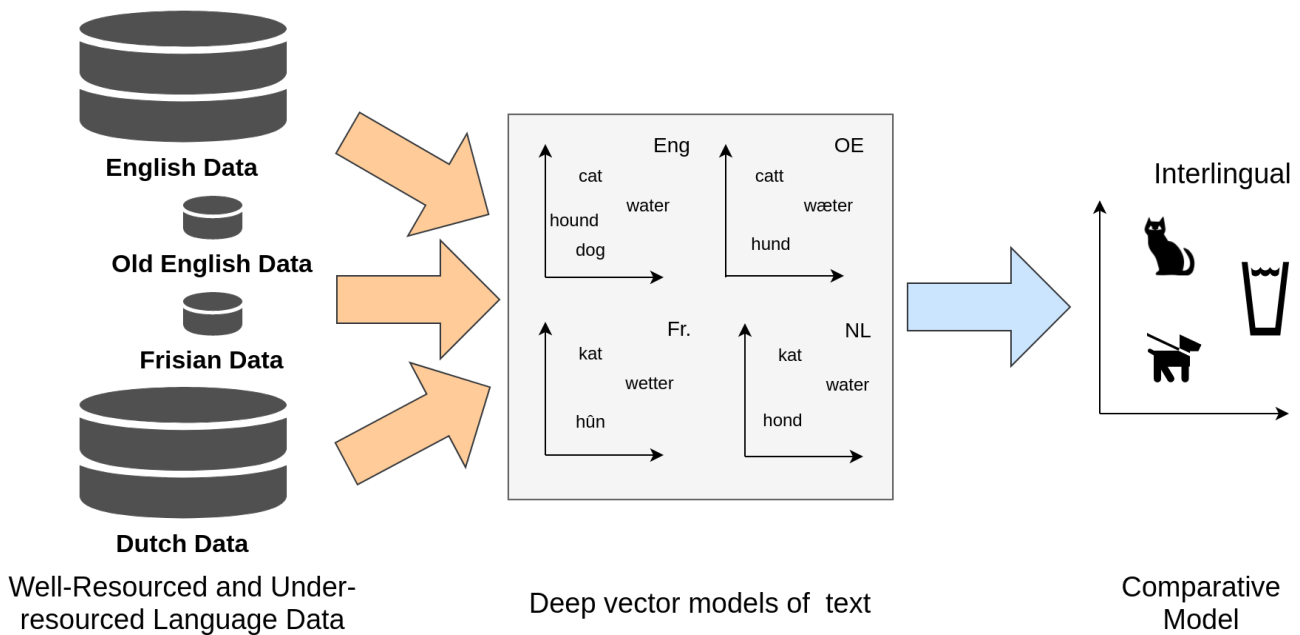 English Data
Old English Data
Frisian Data
Dutch Data
Well-Resourced and Under-
resourced Language Data
Eng
cat
water
hound
dog
OE
catt
wæter
hund
Fr.
kat
wetter
hûn
NL
kat
water
hond
Deep vector models of text
Interlingual
Comparative
Model